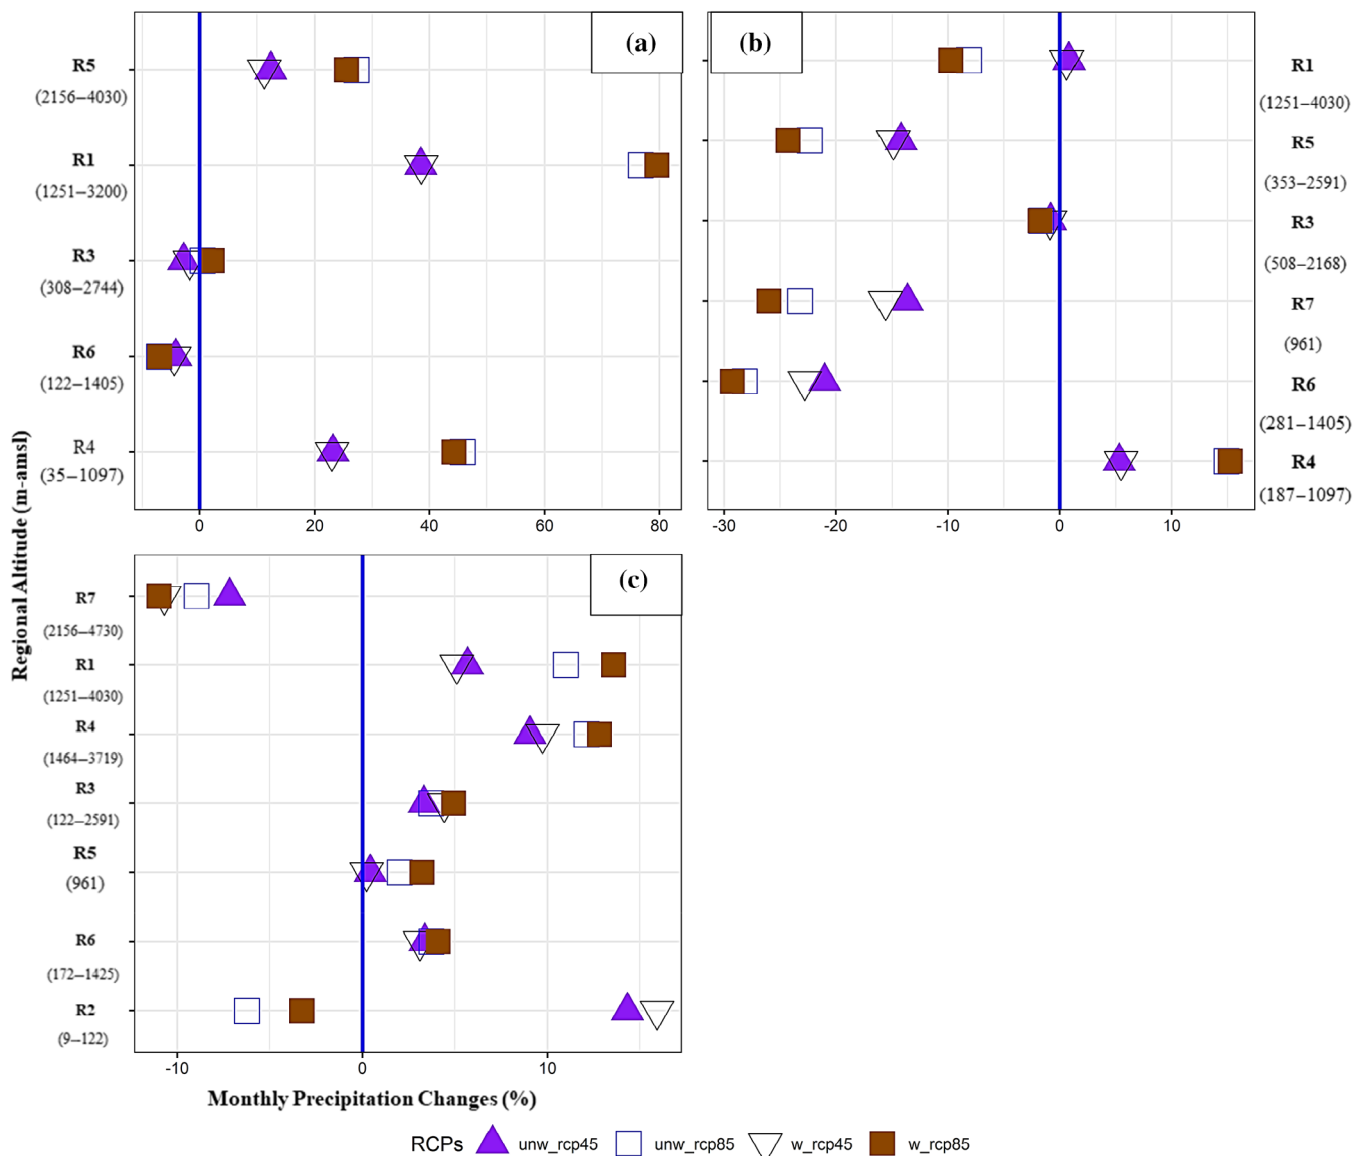 (a)
R5
(2156–4030)
R1
(1251–3200)
R3
(308–2744)
R6
(122–1405)
R4
(35–1097)
0 20 40 60 80
(b)
R1
(1251–4030)
R5
(353–2591)
R3
(508–2168)
R7
(961)
R6
(281–1405)
R4
(187–1097)
-30 -20 -10 0 10
Regional Altitude (m-amsl)
(c)
R7
(2156–4730)
R1
(1251–4030)
R4
(1464–3719)
R3
(122–2591)
R5
(961)
R6
(172–1425)
R2
(9–122)
-10 0 10
Monthly Precipitation Changes (%)
RCPs unw_rcp45 unw_rcp85 w_rcp45 w_rcp85